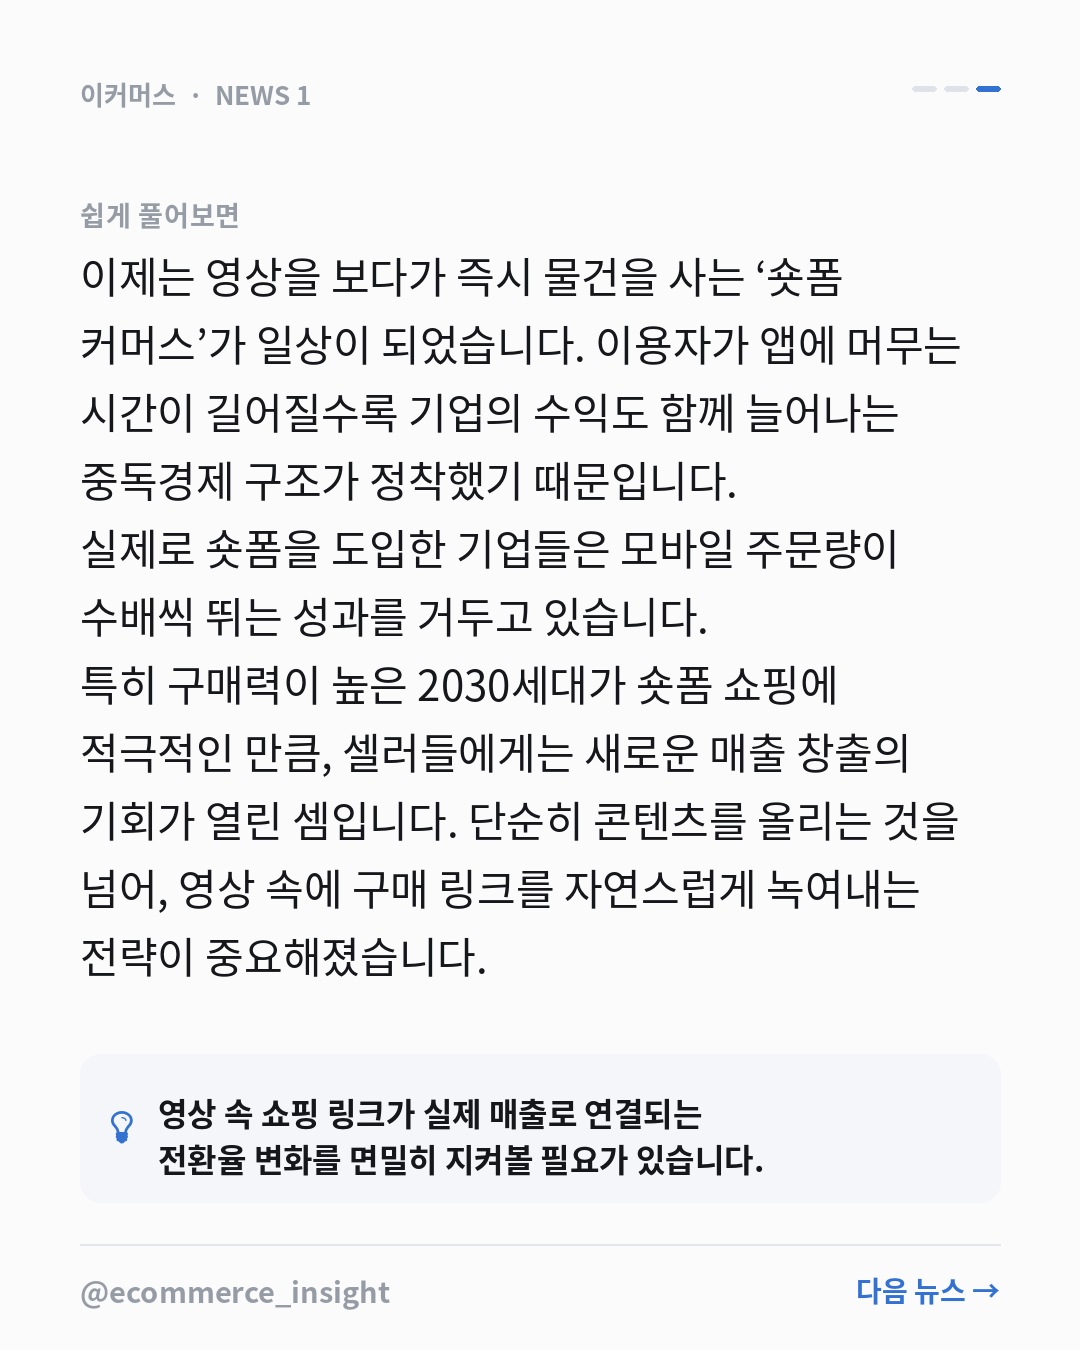 이커머스 · NEWS 1
쉽게 풀어보면
이제는 영상을 보다가 즉시 물건을 사는 ‘숏폼
커머스’가 일상이 되었습니다. 이용자가 앱에 머무는
시간이 길어질수록 기업의 수익도 함께 늘어나는
중독경제 구조가 정착했기 때문입니다.
실제로 숏폼을 도입한 기업들은 모바일 주문량이
수배씩 뛰는 성과를 거두고 있습니다.
특히 구매력이 높은 2030세대가 숏폼 쇼핑에
적극적인 만큼, 셀러들에게는 새로운 매출 창출의
기회가 열린 셈입니다. 단순히 콘텐츠를 올리는 것을
넘어, 영상 속에 구매 링크를 자연스럽게 녹여내는
전략이 중요해졌습니다.
영상 속 쇼핑 링크가 실제 매출로 연결되는
전환율 변화를 면밀히 지켜볼 필요가 있습니다.
@ecommerce_insight
다음 뉴스 →